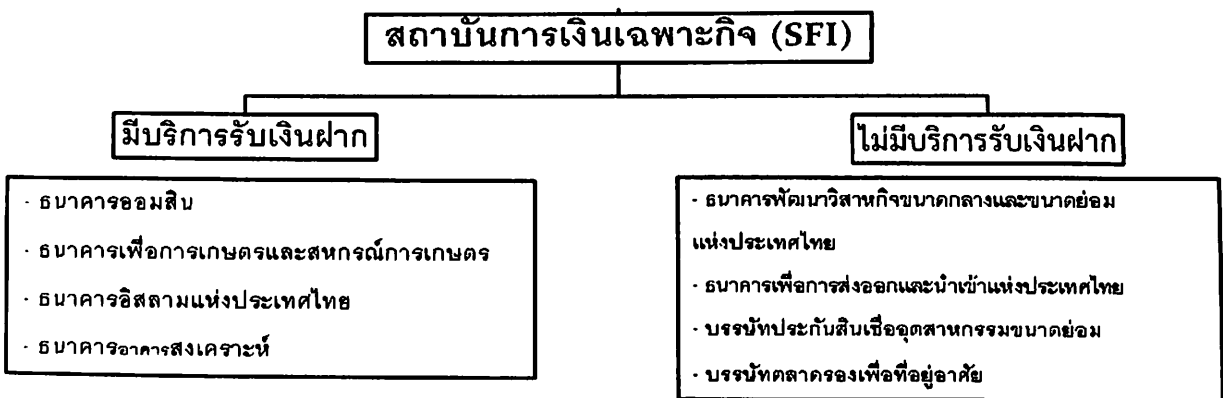 สถาบันการเงินเฉพาะกิจ (SFI)
มีบริการรับเงินฝาก
- ธนาคารออมสิน
- ธนาคารเพื่อการเกษตรและสหกรณ์การเกษตร
- ธนาคารอิสลามแห่งประเทศไทย
- ธนาคารอาคารสงเคราะห์
ไม่มีบริการรับเงินฝาก
- ธนาคารพัฒนาวิสาหกิจขนาดกลางและขนาดย่อม
แห่งประเทศไทย
- ธนาคารเพื่อการส่งออกและนำเข้าแห่งประเทศไทย
- บรรษัทประกันสินเชื่ออุตสาหกรรมขนาดย่อม
- บรรษัทตลาดรองเพื่อที่อยู่อาศัย